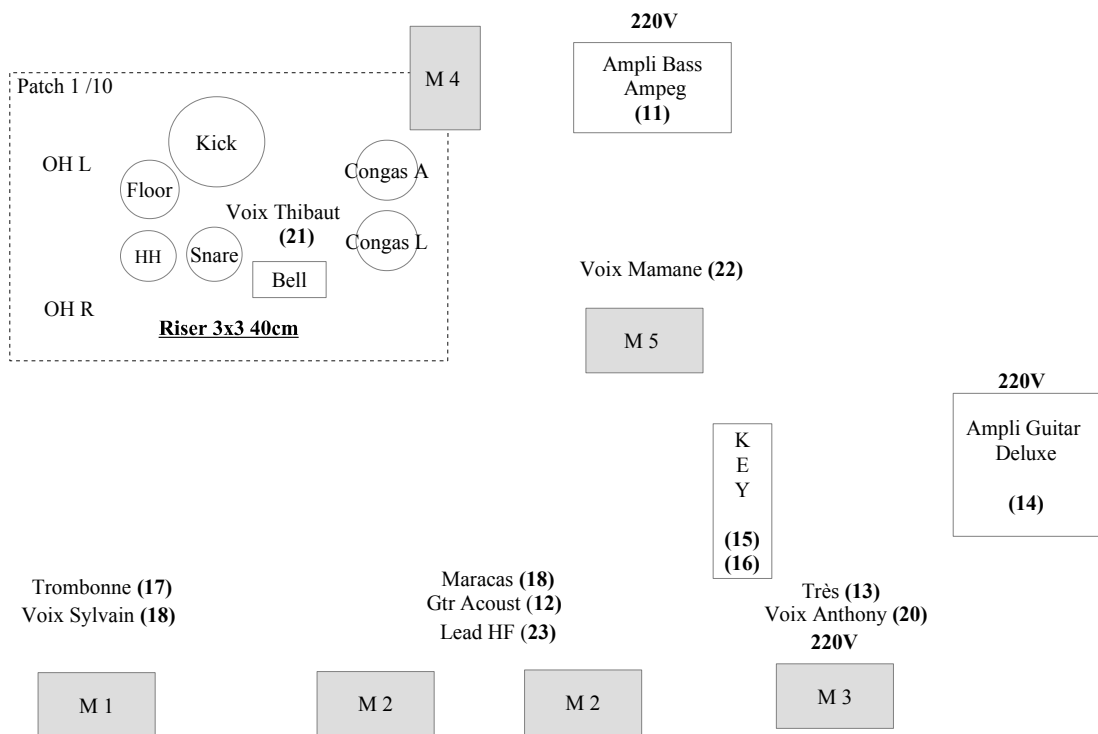 220V
Ampli Bass
Ampeg
(11)
M 4
Patch 1 /10
Kick
OH L
Floor
Congas A
Voix Thibaut
(21)
Congas L
HH
Snare
Bell
OH R
Riser 3x3 40cm
Voix Mamane (22)
M 5
220V
Ampli Guitar
Deluxe
(14)
K
E
Y
(15)
(16)
Trombonne (17)
Voix Sylvain (18)
Maracas (18)
Gtr Acoust (12)
Lead HF (23)
Très (13)
Voix Anthony (20)
220V
M 1
M 2
M 2
M 3